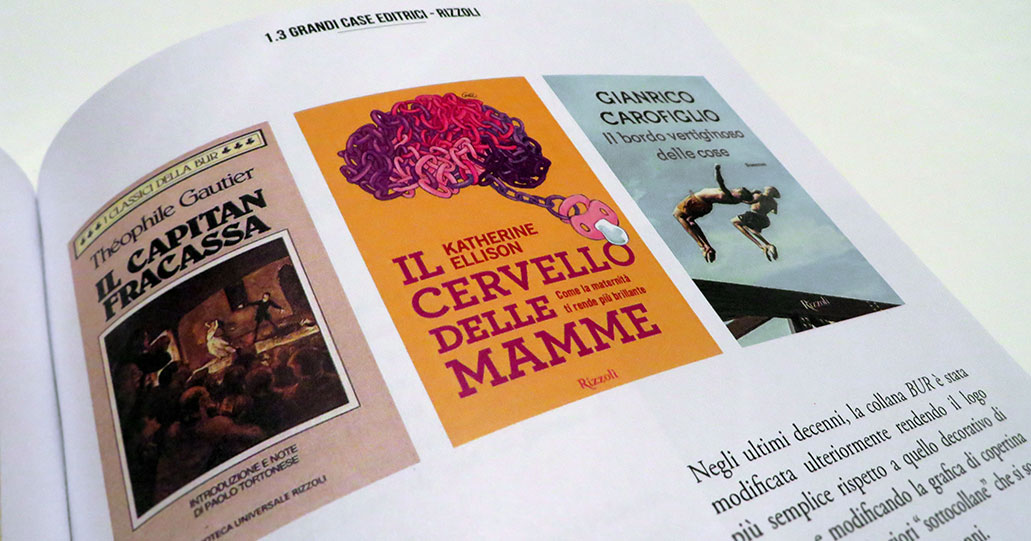 1.3 GRANDI CASE EDITRICI - RIZZOLI
I CLASSICI DELLA BUR
Théophile Gautier
IL CAPITAN
FRACASSA
INTRODUZIONE E NOTE
DI PAOLO TORTONESE
UNIVERSALE RIZZOLI
KATHERINE
ELLISON
IL
CERVELLO
DELLE
MAMME
Come la maternità
ti rende più brillante
Rizzoli
GIANRICO
CAROFIGLIO
Il bordo vertiginoso
delle cose
Romanzo
Rizzoli
Negli ultimi decenni, la collana BUR è stata
modificata ulteriormente rendendo il logo
più semplice rispetto a quello decorativo di
e modificando la grafica di copertina
"sottocollane" che si